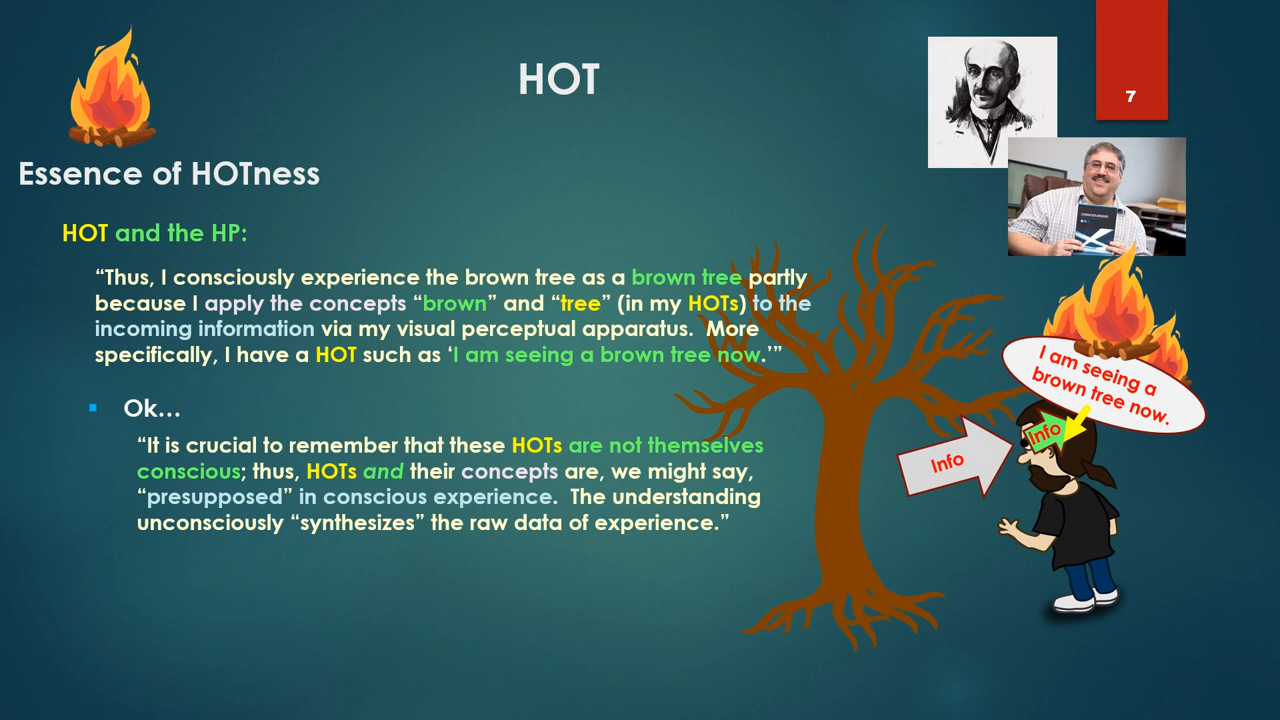 HOT
7
Essence of HOTness
HOT and the HP:
“Thus, I consciously experience the brown tree as a brown tree partly
because I apply the concepts “brown” and “tree” (in my HOTs) to the
incoming information via my visual perceptual apparatus.  More
specifically, I have a HOT such as ‘I am seeing a brown tree now.’”
▪ Ok…
“It is crucial to remember that these HOTs are not themselves
conscious; thus, HOTs and their concepts are, we might say,
“presupposed” in conscious experience.  The understanding
unconsciously “synthesizes” the raw data of experience.”
CONSCIOUSNESS
I am seeing a
brown tree now.
Info
Info